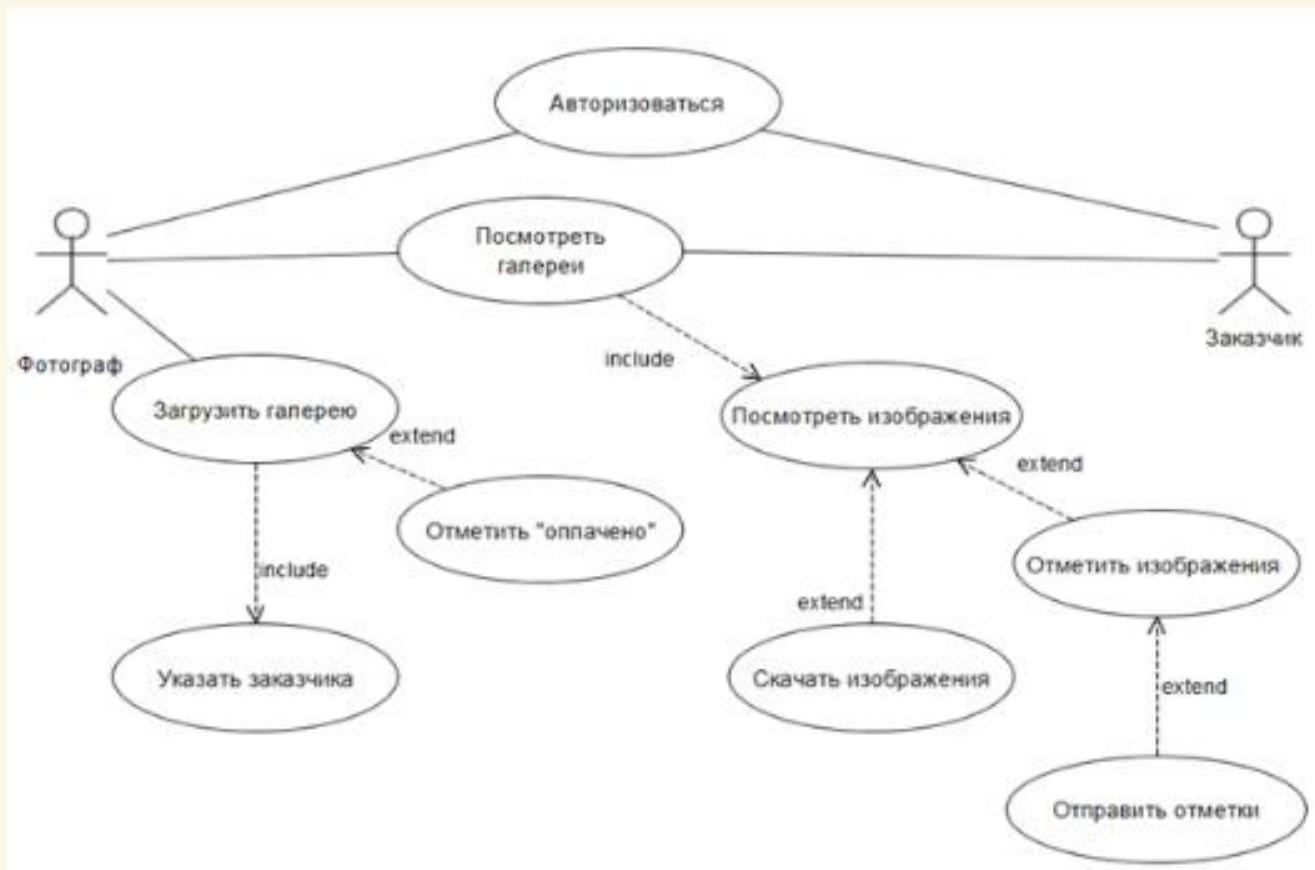 Авторизоваться
Посмотреть
галереи
Фотограф
Заказчик
include
Загрузить галерею
Посмотреть изображения
extend
extend
Отметить "оплачено"
Отметить изображения
include
extend
Указать заказчика
Скачать изображения
extend
Отправить отметки